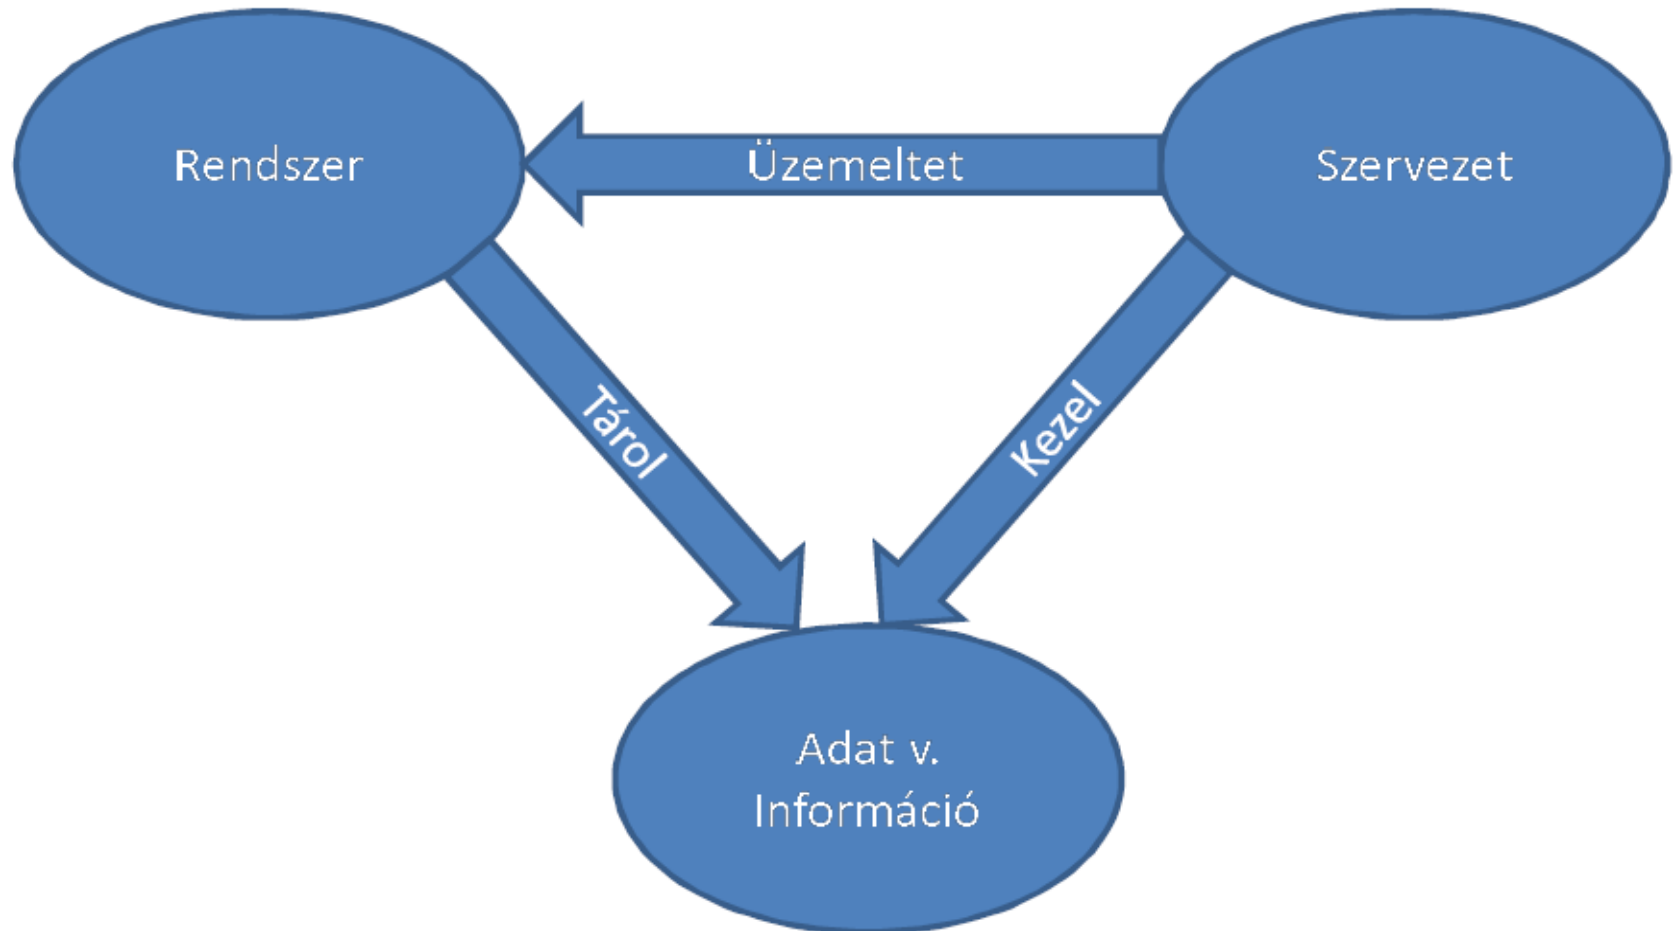 Rendszer
Üzemeltet
Szervezet
Tárol
Kezel
Adat v.
Információ